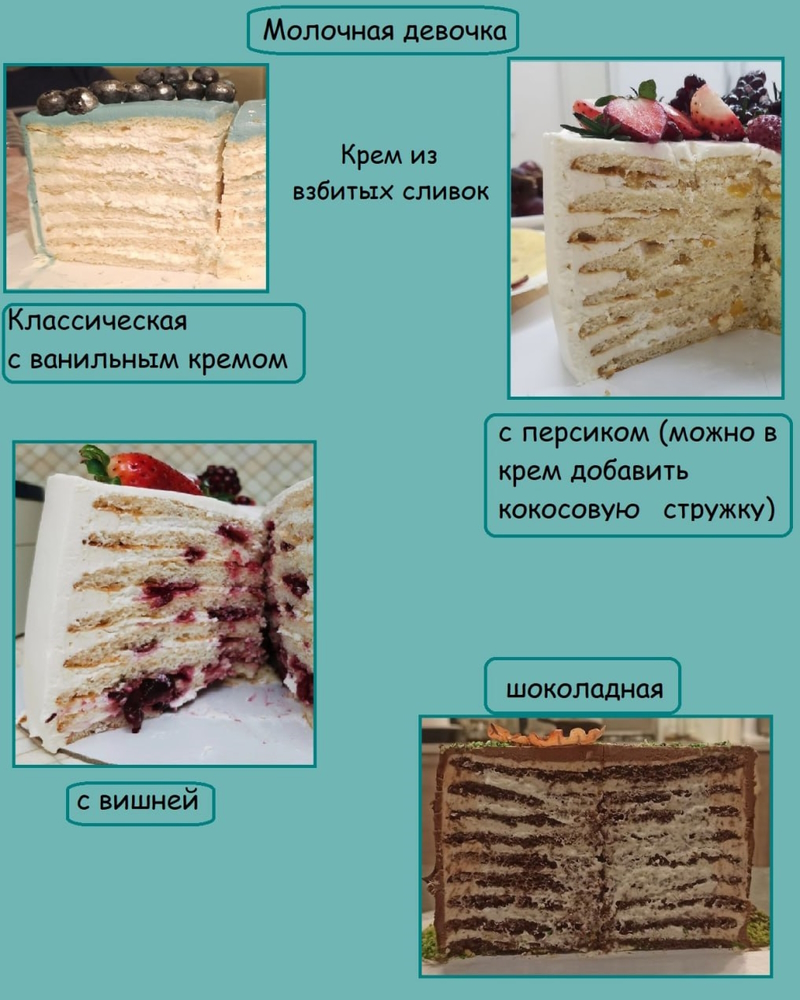 Молочная девочка
Крем из
взбитых сливок
Классическая
с ванильным кремом
с персиком (можно в
крем добавить
кокосовую стружку)
с вишней
шоколадная